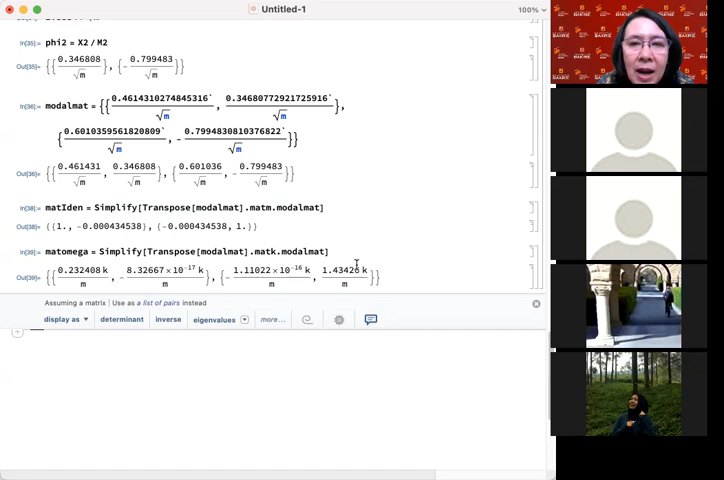 Untitled-1
100%
In[35]:= phi2 = X2 / M2
Out[35]= {{0.346808/√m}, {-0.799483/√m}}
In[36]:= modalmat = {{0.4614310274845316`/√m, 0.34680772921725916`/√m},
{0.6010359561820809`/√m, -0.7994830810376822`/√m}}
Out[36]= {{0.461431/√m, 0.346808/√m}, {0.601036/√m, -0.799483/√m}}
In[38]:= matIden = Simplify[Transpose[modalmat].matm.modalmat]
Out[38]= {{1., -0.000434538}, {-0.000434538, 1.}}
In[39]:= matomega = Simplify[Transpose[modalmat].matk.modalmat]
Out[39]= {{0.232408 k/m, -8.32667×10⁻¹⁷ k/m}, {-1.11022×10⁻¹⁶ k/m, 1.43426 k/m}}
Assuming a matrix | Use as a list of pairs instead
display as determinant inverse eigenvalues more...